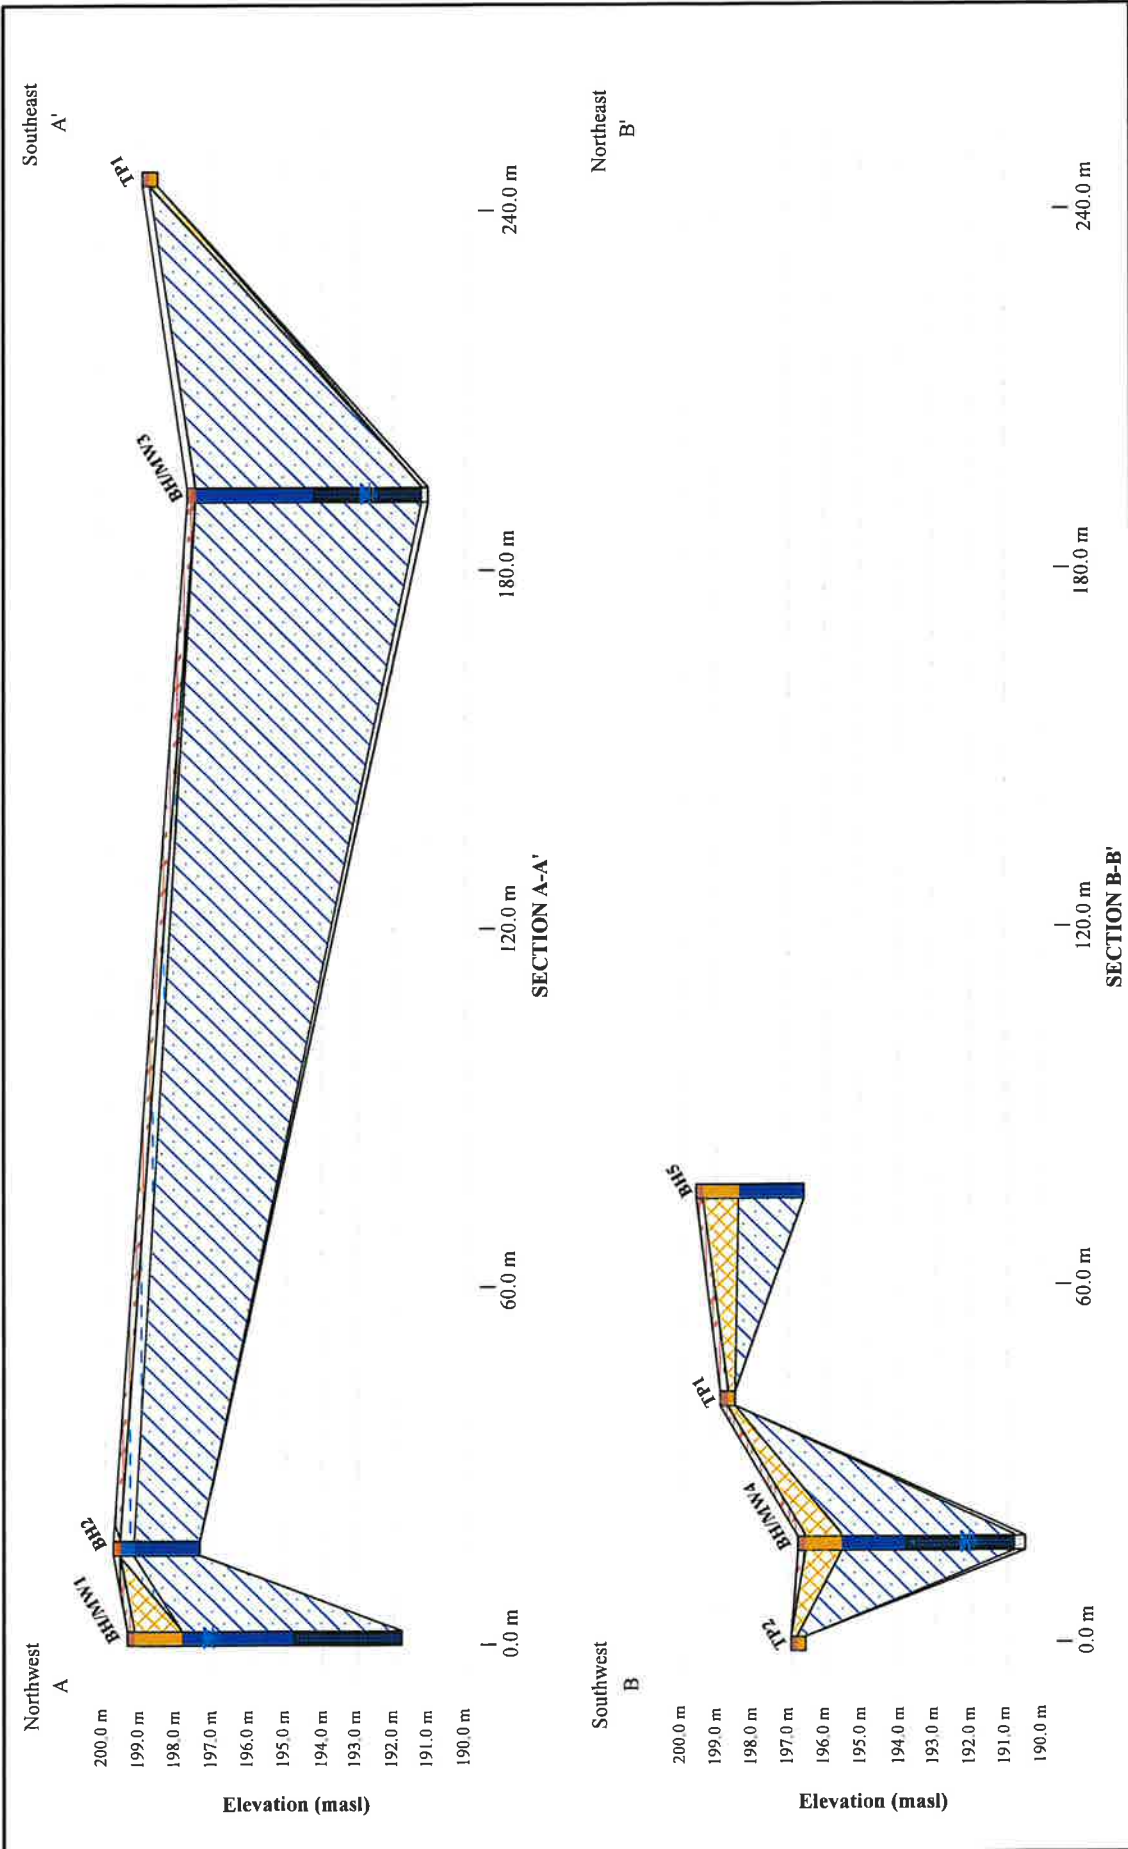 Northwest
A
Southeast
A'
BH/MW1
BH2
BH/MW3
TP1
200.0 m
199.0 m
198.0 m
197.0 m
196.0 m
195.0 m
194.0 m
193.0 m
192.0 m
191.0 m
190.0 m
Elevation (masl)
0.0 m
60.0 m
120.0 m
180.0 m
240.0 m
SECTION A-A'
Southwest
B
Northeast
B'
TP2
BH/MW4
TP1
BH5
200.0 m
199.0 m
198.0 m
197.0 m
196.0 m
195.0 m
194.0 m
193.0 m
192.0 m
191.0 m
190.0 m
Elevation (masl)
0.0 m
60.0 m
120.0 m
180.0 m
240.0 m
SECTION B-B'